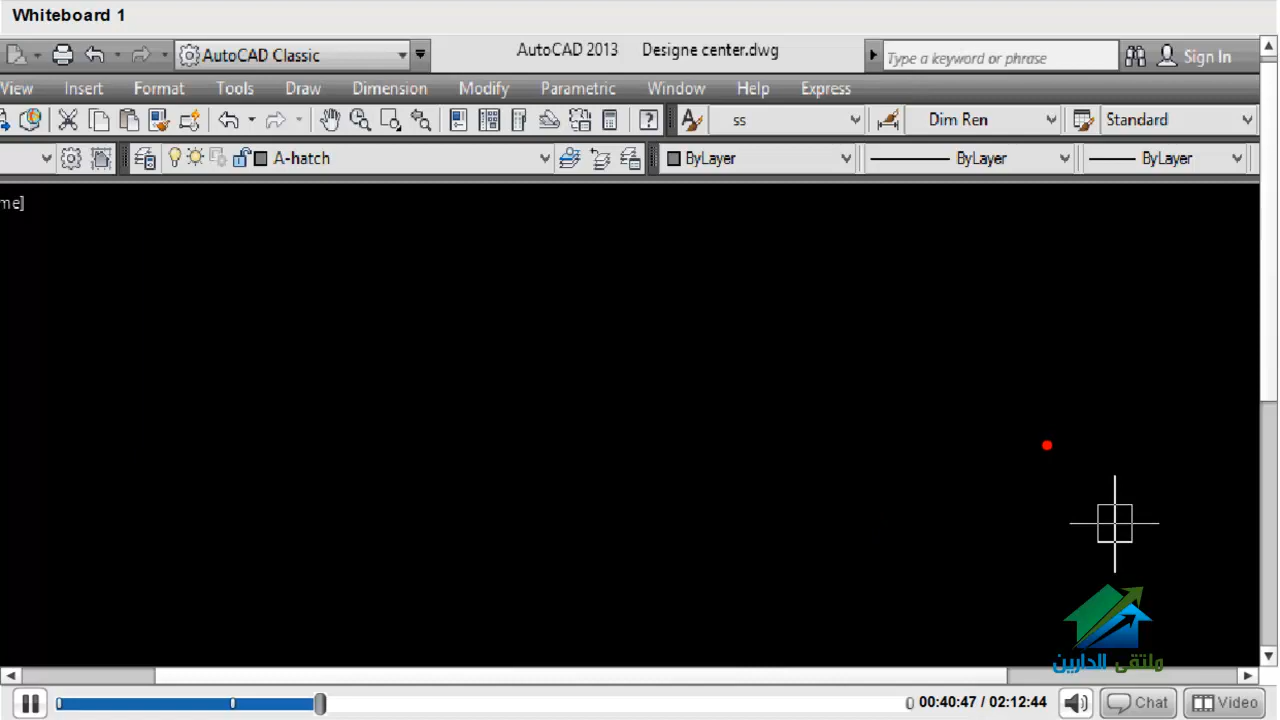 Whiteboard 1
AutoCAD Classic
AutoCAD 2013 Designe center.dwg
Type a keyword or phrase
Sign In
View Insert Format Tools Draw Dimension Modify Parametric Window Help Express
ss
Dim Ren
Standard
A-hatch
ByLayer
ByLayer
ByLayer
me]
ملتقى الدارين
00:40:47 / 02:12:44
Chat
Video